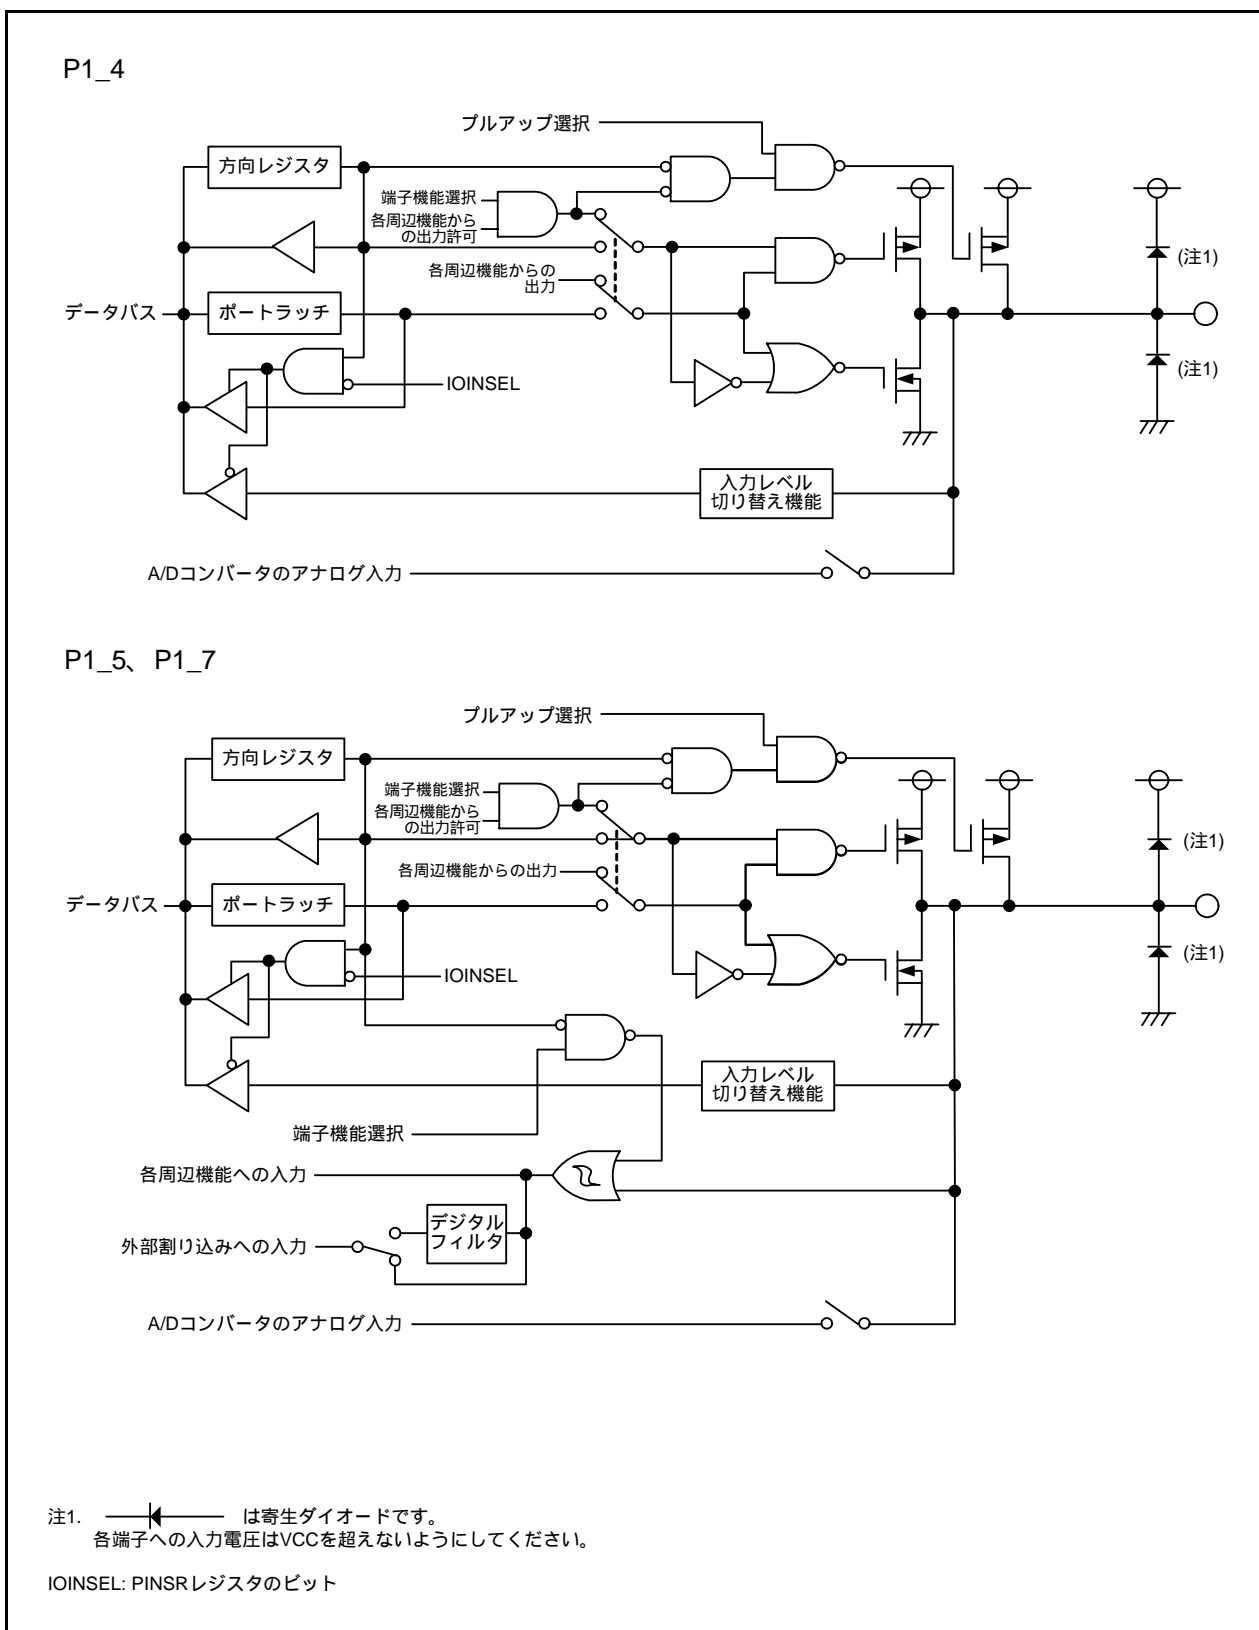 P1_4
プルアップ選択
方向レジスタ
端子機能選択
各周辺機能から
の出力許可
各周辺機能からの
出力
データバス
ポートラッチ
IOINSEL
(注1)
(注1)
入力レベル
切り替え機能
A/Dコンバータのアナログ入力
P1_5、P1_7
プルアップ選択
方向レジスタ
端子機能選択
各周辺機能から
の出力許可
各周辺機能からの出力
データバス
ポートラッチ
IOINSEL
(注1)
(注1)
入力レベル
切り替え機能
端子機能選択
各周辺機能への入力
デジタル
フィルタ
外部割り込みへの入力
A/Dコンバータのアナログ入力
注1. は寄生ダイオードです。
各端子への入力電圧はVCCを超えないようにしてください。
IOINSEL: PINSRレジスタのビット